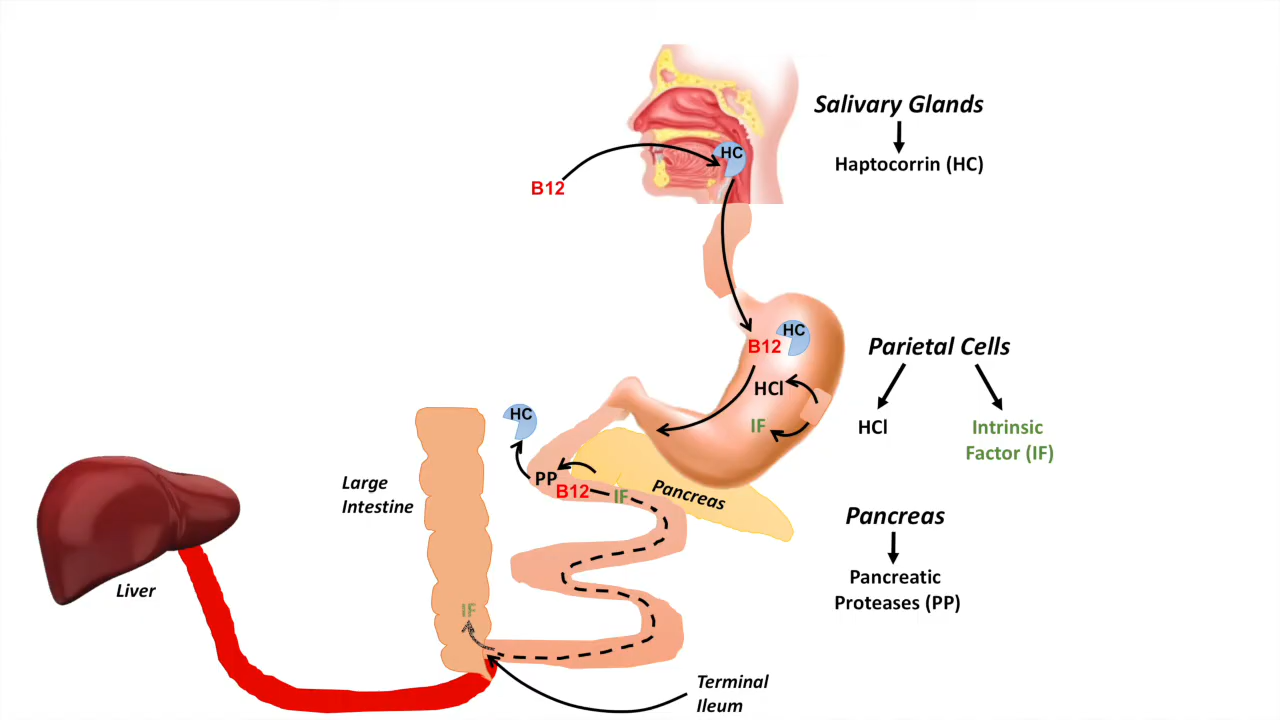 Salivary Glands
HC
Haptocorrin (HC)
B12
HC
B12
Parietal Cells
HCl
IF
HCl
Intrinsic
Factor (IF)
HC
PP
B12
IF
Pancreas
Large
Intestine
Pancreas
Pancreatic
Proteases (PP)
Liver
IF
Terminal
Ileum